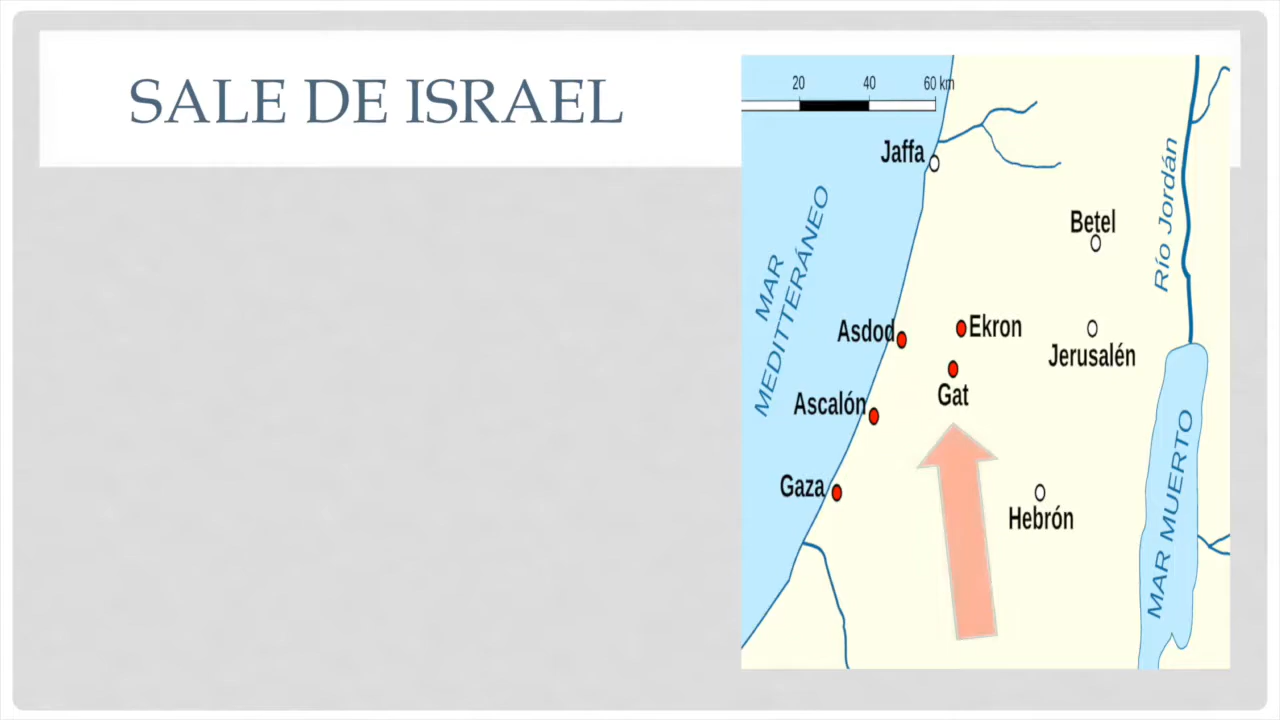 SALE DE ISRAEL
20 40 60 km
Jaffa
Betel
Río Jordán
MAR
MEDITTERÁNEO
Asdod
Ekron
Jerusalén
Gat
Ascalón
Gaza
Hebrón
MAR MUERTO